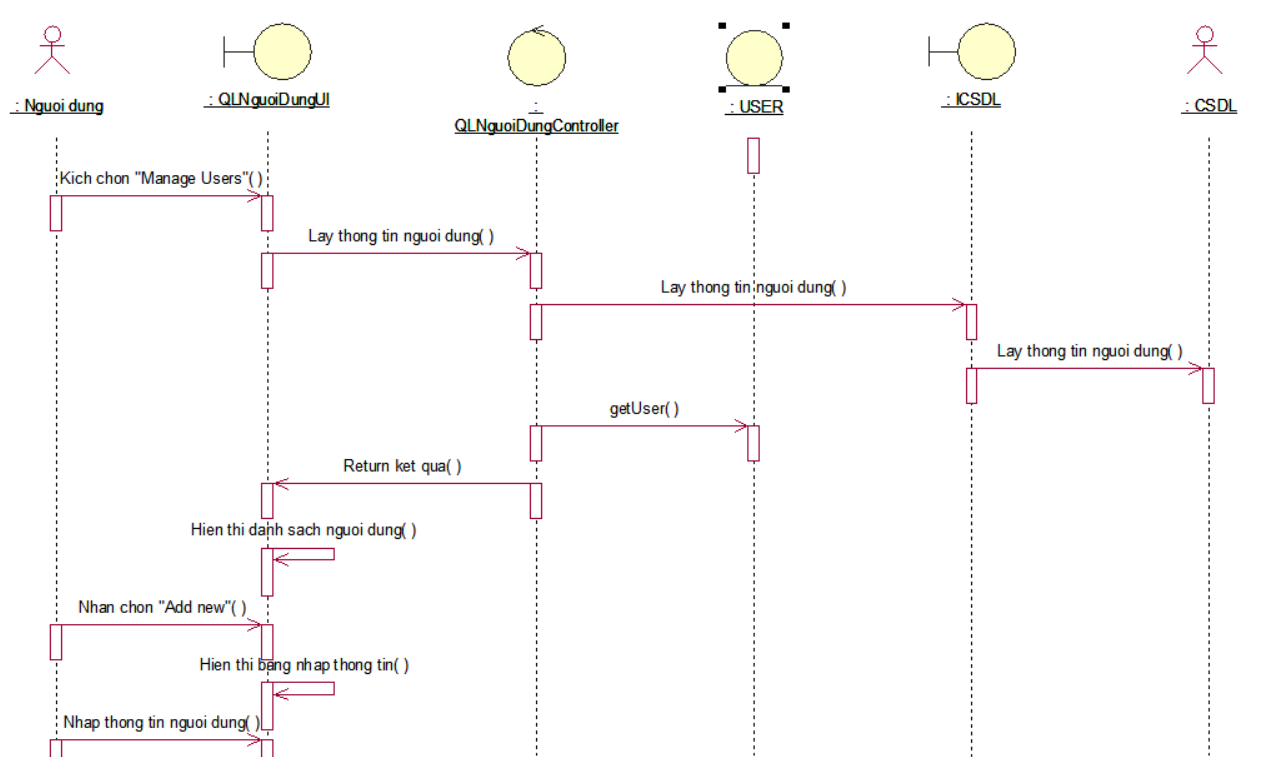 : Nguoi dung
: QLNguoiDungUI
:
QLNguoiDungController
: USER
: ICSDL
: CSDL
Kich chon "Manage Users"( )
Lay thong tin nguoi dung( )
Lay thong tin nguoi dung( )
Lay thong tin nguoi dung( )
getUser( )
Return ket qua( )
Hien thi danh sach nguoi dung( )
Nhan chon "Add new"( )
Hien thi bang nhap thong tin( )
Nhap thong tin nguoi dung( )